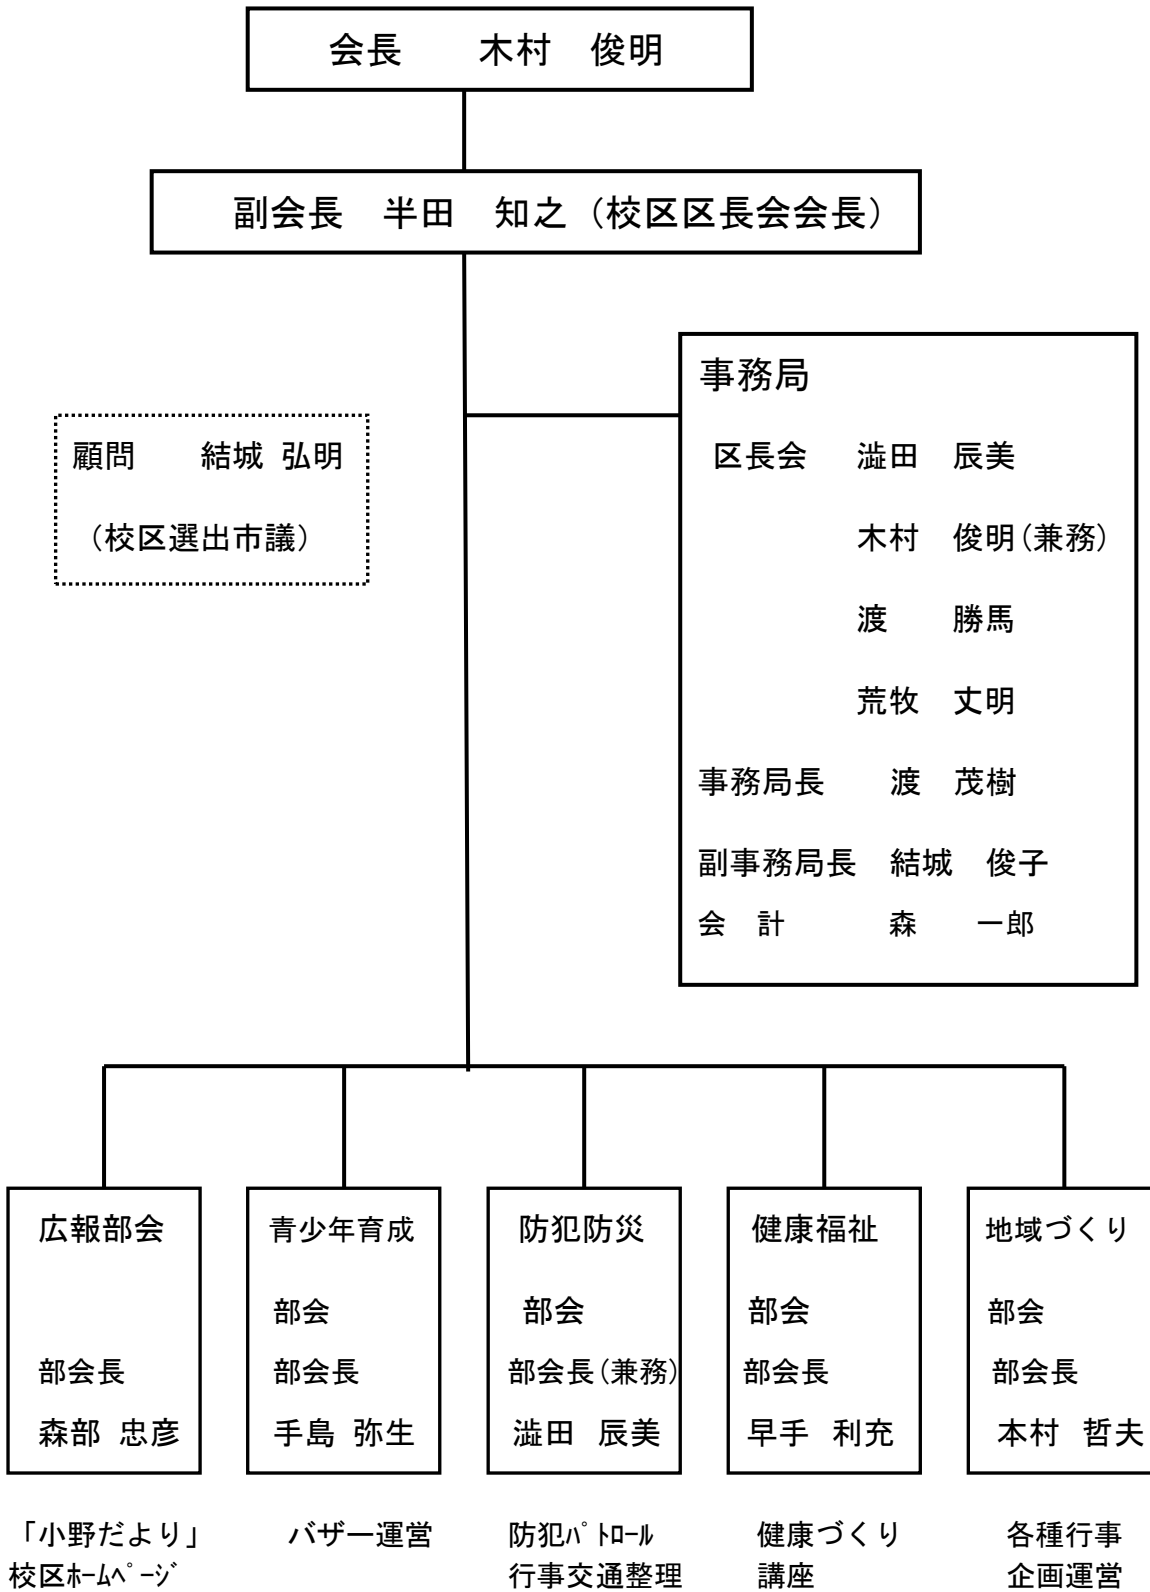 会長　　木村　俊明
副会長　半田　知之（校区区長会会長）
事務局
区長会　澁田　辰美
木村　俊明(兼務)
渡　　勝馬
荒牧　丈明
事務局長　　渡　茂樹
副事務局長　結城　俊子
会　計　　　森　　一郎
顧問　　結城 弘明
（校区選出市議）
広報部会
部会長
森部 忠彦
「小野だより」
校区ﾎｰﾑﾍﾟｰｼﾞ
青少年育成
部会
部会長
手島 弥生
バザー運営
防犯防災
部会
部会長(兼務)
澁田 辰美
防犯ﾊﾟﾄﾛｰﾙ
行事交通整理
健康福祉
部会
部会長
早手 利充
健康づくり
講座
地域づくり
部会
部会長
本村 哲夫
各種行事
企画運営